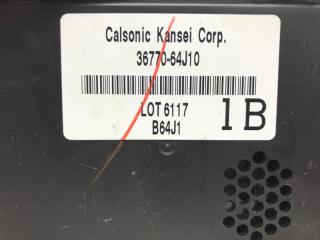 Calsonic Kansei Corp.
36770-64J10
LOT 6117
B64J1
1B